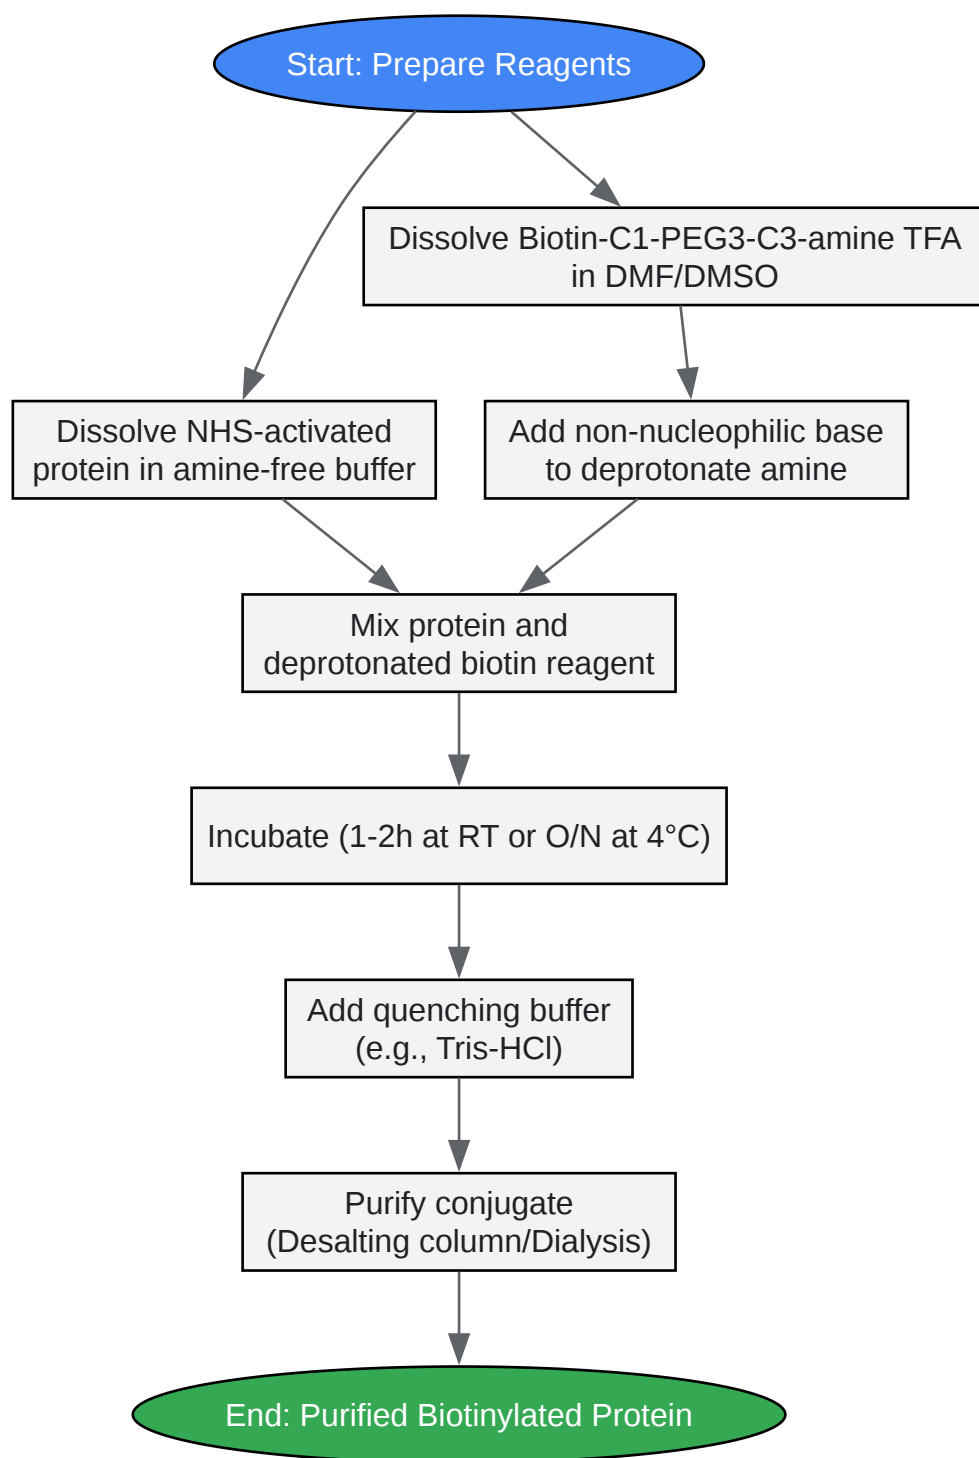 Start: Prepare Reagents
Dissolve Biotin-C1-PEG3-C3-amine TFA
in DMF/DMSO
Dissolve NHS-activated
protein in amine-free buffer
Add non-nucleophilic base
to deprotonate amine
Mix protein and
deprotonated biotin reagent
Incubate (1-2h at RT or O/N at 4°C)
Add quenching buffer
(e.g., Tris-HCl)
Purify conjugate
(Desalting column/Dialysis)
End: Purified Biotinylated Protein